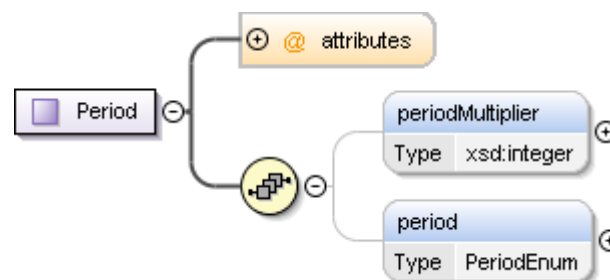 @ attributes
Period
periodMultiplier
Type xsd:integer
period
Type PeriodEnum